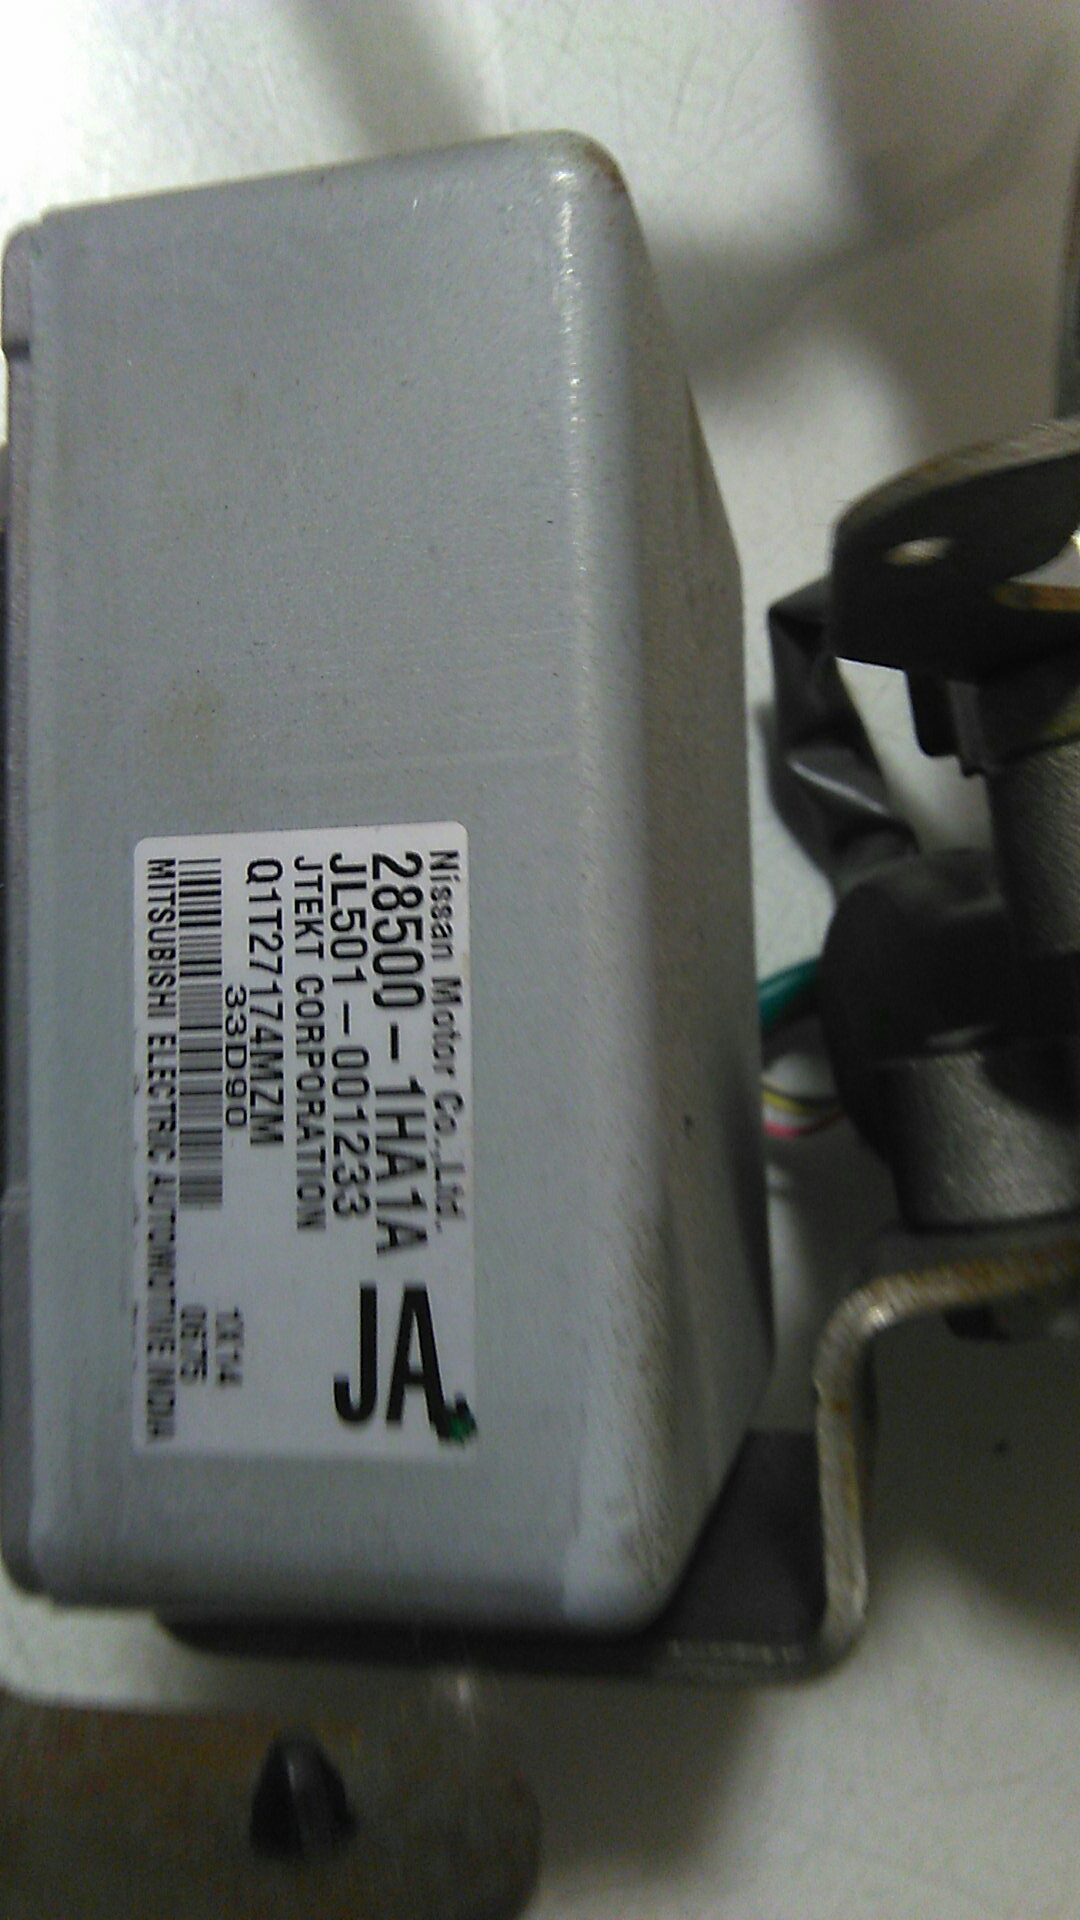 Nissan Motor Co.,Ltd.
28500-1HA1A
JL501-001233
JTEKT CORPORATION
Q1T27174MZM
33D90
MITSUBISHI ELECTRIC AUTOMOTIVE INDIA
JA